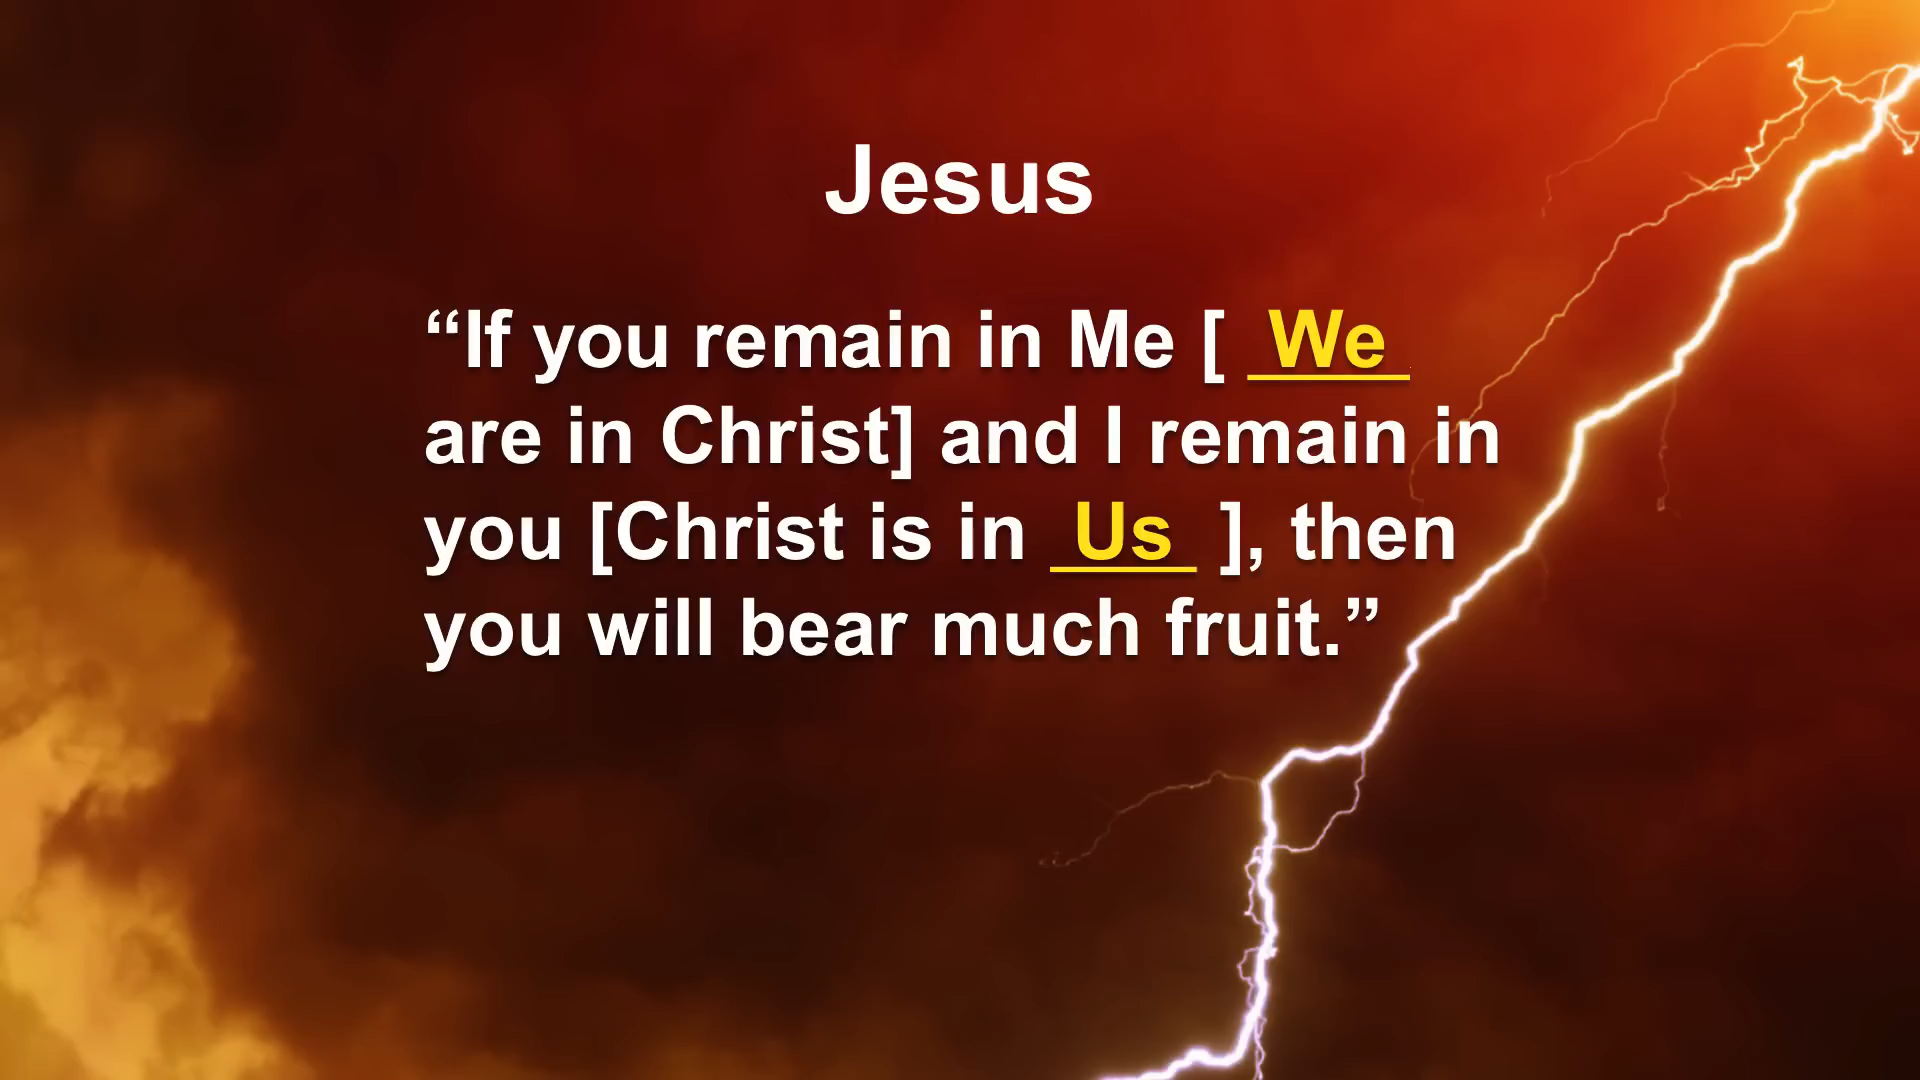 Jesus
“If you remain in Me [ We
are in Christ] and I remain in
you [Christ is in Us ], then
you will bear much fruit.”